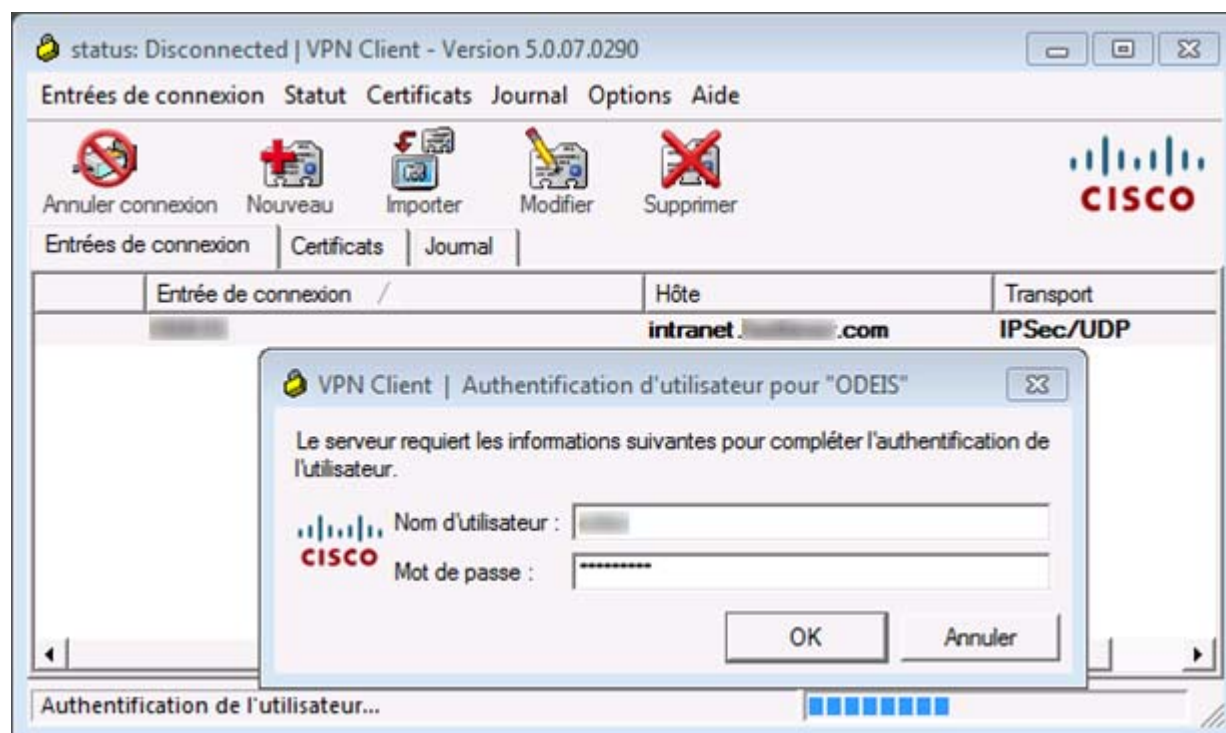 status: Disconnected | VPN Client - Version 5.0.07.0290
Entrées de connexion Statut Certificats Journal Options Aide
Annuler connexion Nouveau Importer Modifier Supprimer
CISCO
Entrées de connexion Certificats Journal
Entrée de connexion Hôte Transport
intranet. .com IPSec/UDP
VPN Client | Authentification d'utilisateur pour "ODEIS"
Le serveur requiert les informations suivantes pour compléter l'authentification de
l'utilisateur.
Nom d'utilisateur :
CISCO
Mot de passe : *********
OK Annuler
Authentification de l'utilisateur...